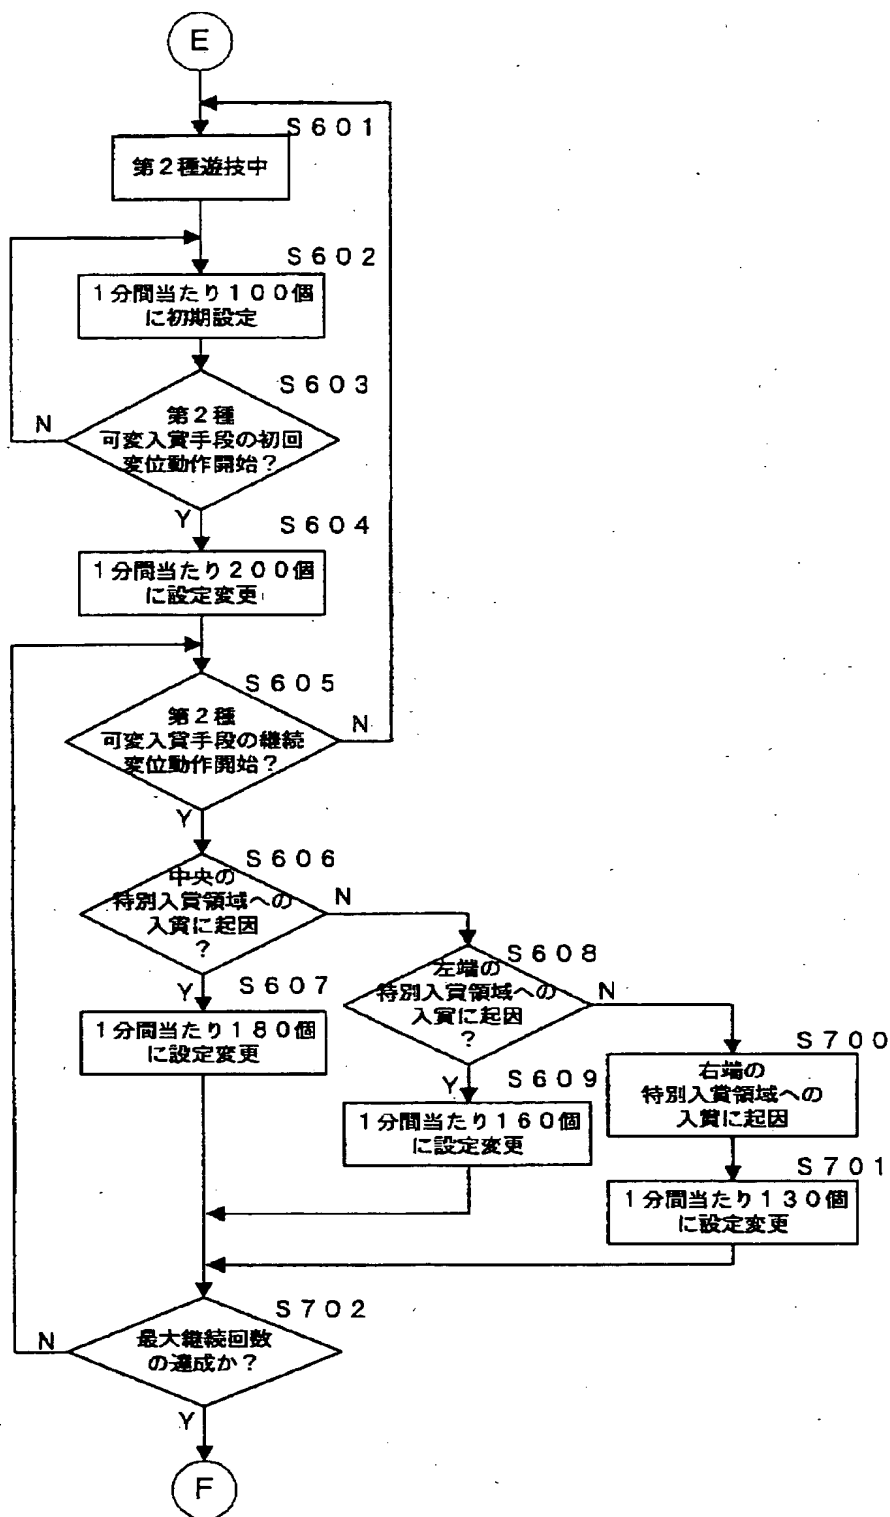 E
S601
第2種遊技中
S602
1分間当たり100個
に初期設定
S603
N
第2種
可変入賞手段の初回
変位動作開始？
Y
S604
1分間当たり200個
に設定変更
S605
第2種
可変入賞手段の継続
変位動作開始？
N
Y
S606
中央の
特別入賞領域への
入賞に起因
？
N
Y
S607
1分間当たり180個
に設定変更
S608
左端の
特別入賞領域への
入賞に起因
？
N
Y
S609
1分間当たり160個
に設定変更
S700
右端の
特別入賞領域への
入賞に起因
S701
1分間当たり130個
に設定変更
S702
N
最大継続回数
の達成か？
Y
F